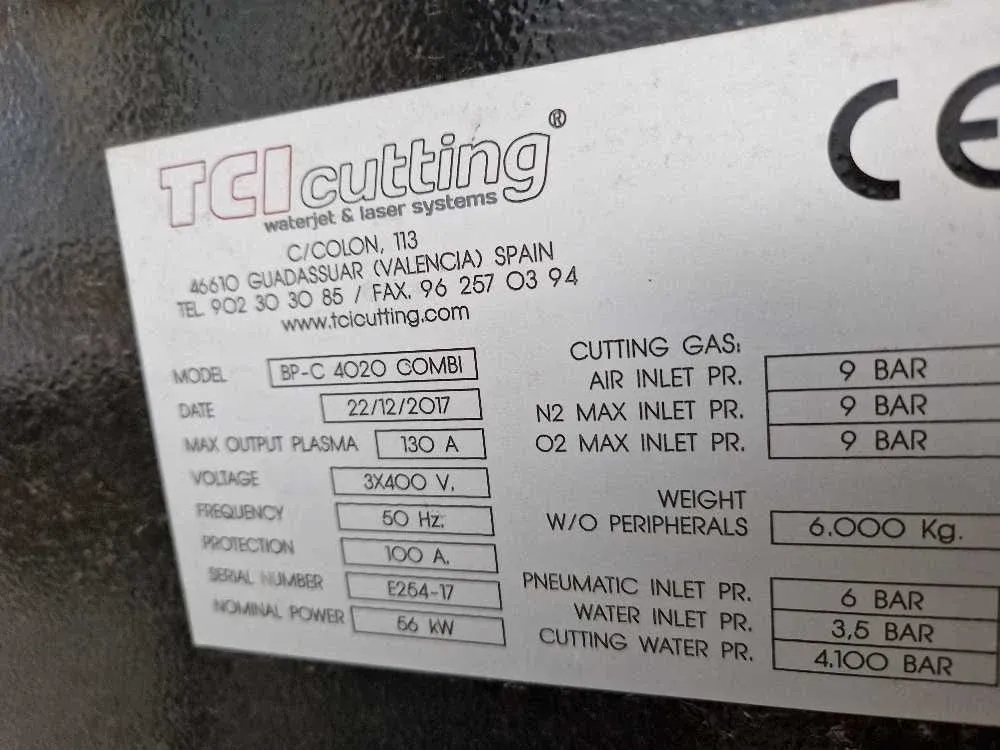 TCI cutting®
waterjet & laser systems
C/COLON, 113
46610 GUADASSUAR (VALENCIA) SPAIN
TEL. 902 30 30 85 / FAX. 96 257 03 94
www.tcicutting.com
CE
MODEL BP-C 4020 COMBI
DATE 22/12/2017
MAX OUTPUT PLASMA 130 A
VOLTAGE 3X400 V.
FREQUENCY 50 Hz.
PROTECTION 100 A.
SERIAL NUMBER E254-17
NOMINAL POWER 56 kW
CUTTING GAS:
AIR INLET PR. 9 BAR
N2 MAX INLET PR. 9 BAR
O2 MAX INLET PR. 9 BAR
WEIGHT
W/O PERIPHERALS 6.000 Kg.
PNEUMATIC INLET PR. 6 BAR
WATER INLET PR. 3,5 BAR
CUTTING WATER PR. 4.100 BAR